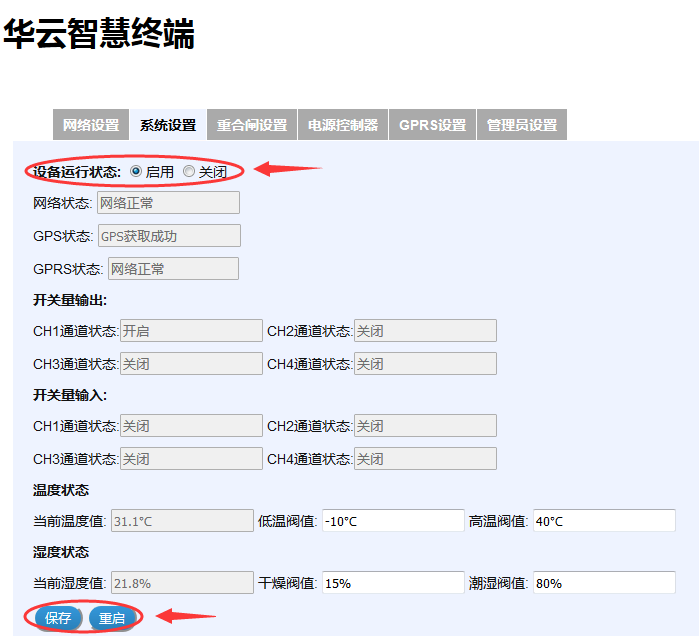 华云智慧终端
网络设置 系统设置 重合闸设置 电源控制器 GPRS设置 管理员设置
设备运行状态: 启用 关闭
网络状态: 网络正常
GPS状态: GPS获取成功
GPRS状态: 网络正常
开关量输出:
CH1通道状态: 开启 CH2通道状态: 关闭
CH3通道状态: 关闭 CH4通道状态: 关闭
开关量输入:
CH1通道状态: 关闭 CH2通道状态: 关闭
CH3通道状态: 关闭 CH4通道状态: 关闭
温度状态
当前温度值: 31.1°C 低温阀值: -10°C 高温阀值: 40°C
湿度状态
当前湿度值: 21.8% 干燥阀值: 15% 潮湿阀值: 80%
保存 重启